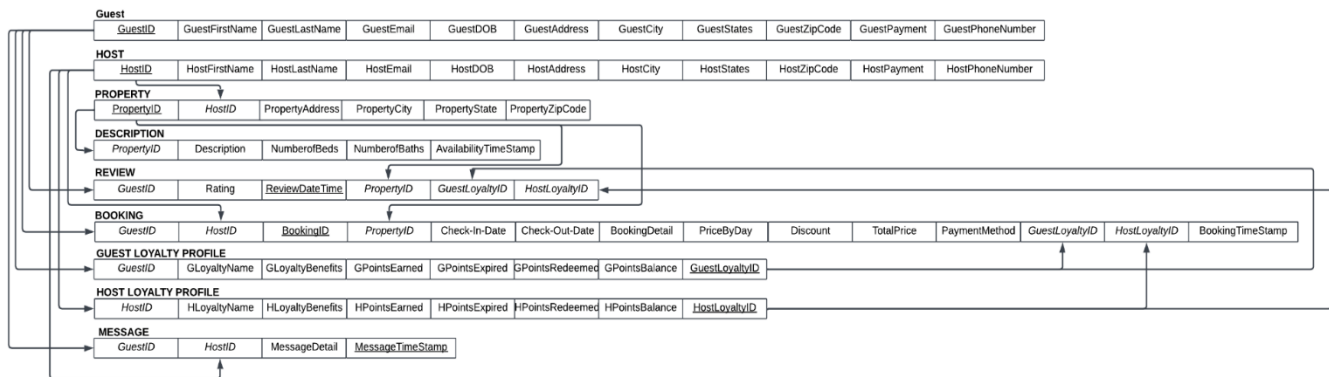 Guest
GuestID GuestFirstName GuestLastName GuestEmail GuestDOB GuestAddress GuestCity GuestStates GuestZipCode GuestPayment GuestPhoneNumber
HOST
HostID HostFirstName HostLastName HostEmail HostDOB HostAddress HostCity HostStates HostZipCode HostPayment HostPhoneNumber
PROPERTY
PropertyID HostID PropertyAddress PropertyCity PropertyState PropertyZipCode
DESCRIPTION
PropertyID Description NumberofBeds NumberofBaths AvailabilityTimeStamp
REVIEW
GuestID Rating ReviewDateTime PropertyID GuestLoyaltyID HostLoyaltyID
BOOKING
GuestID HostID BookingID PropertyID Check-In-Date Check-Out-Date BookingDetail PriceByDay Discount TotalPrice PaymentMethod GuestLoyaltyID HostLoyaltyID BookingTimeStamp
GUEST LOYALTY PROFILE
GuestID GLoyaltyName GLoyaltyBenefits GPointsEarned GPointsExpired GPointsRedeemed GPointsBalance GuestLoyaltyID
HOST LOYALTY PROFILE
HostID HLoyaltyName HLoyaltyBenefits HPointsEarned HPointsExpired HPointsRedeemed HPointsBalance HostLoyaltyID
MESSAGE
GuestID HostID MessageDetail MessageTimeStamp